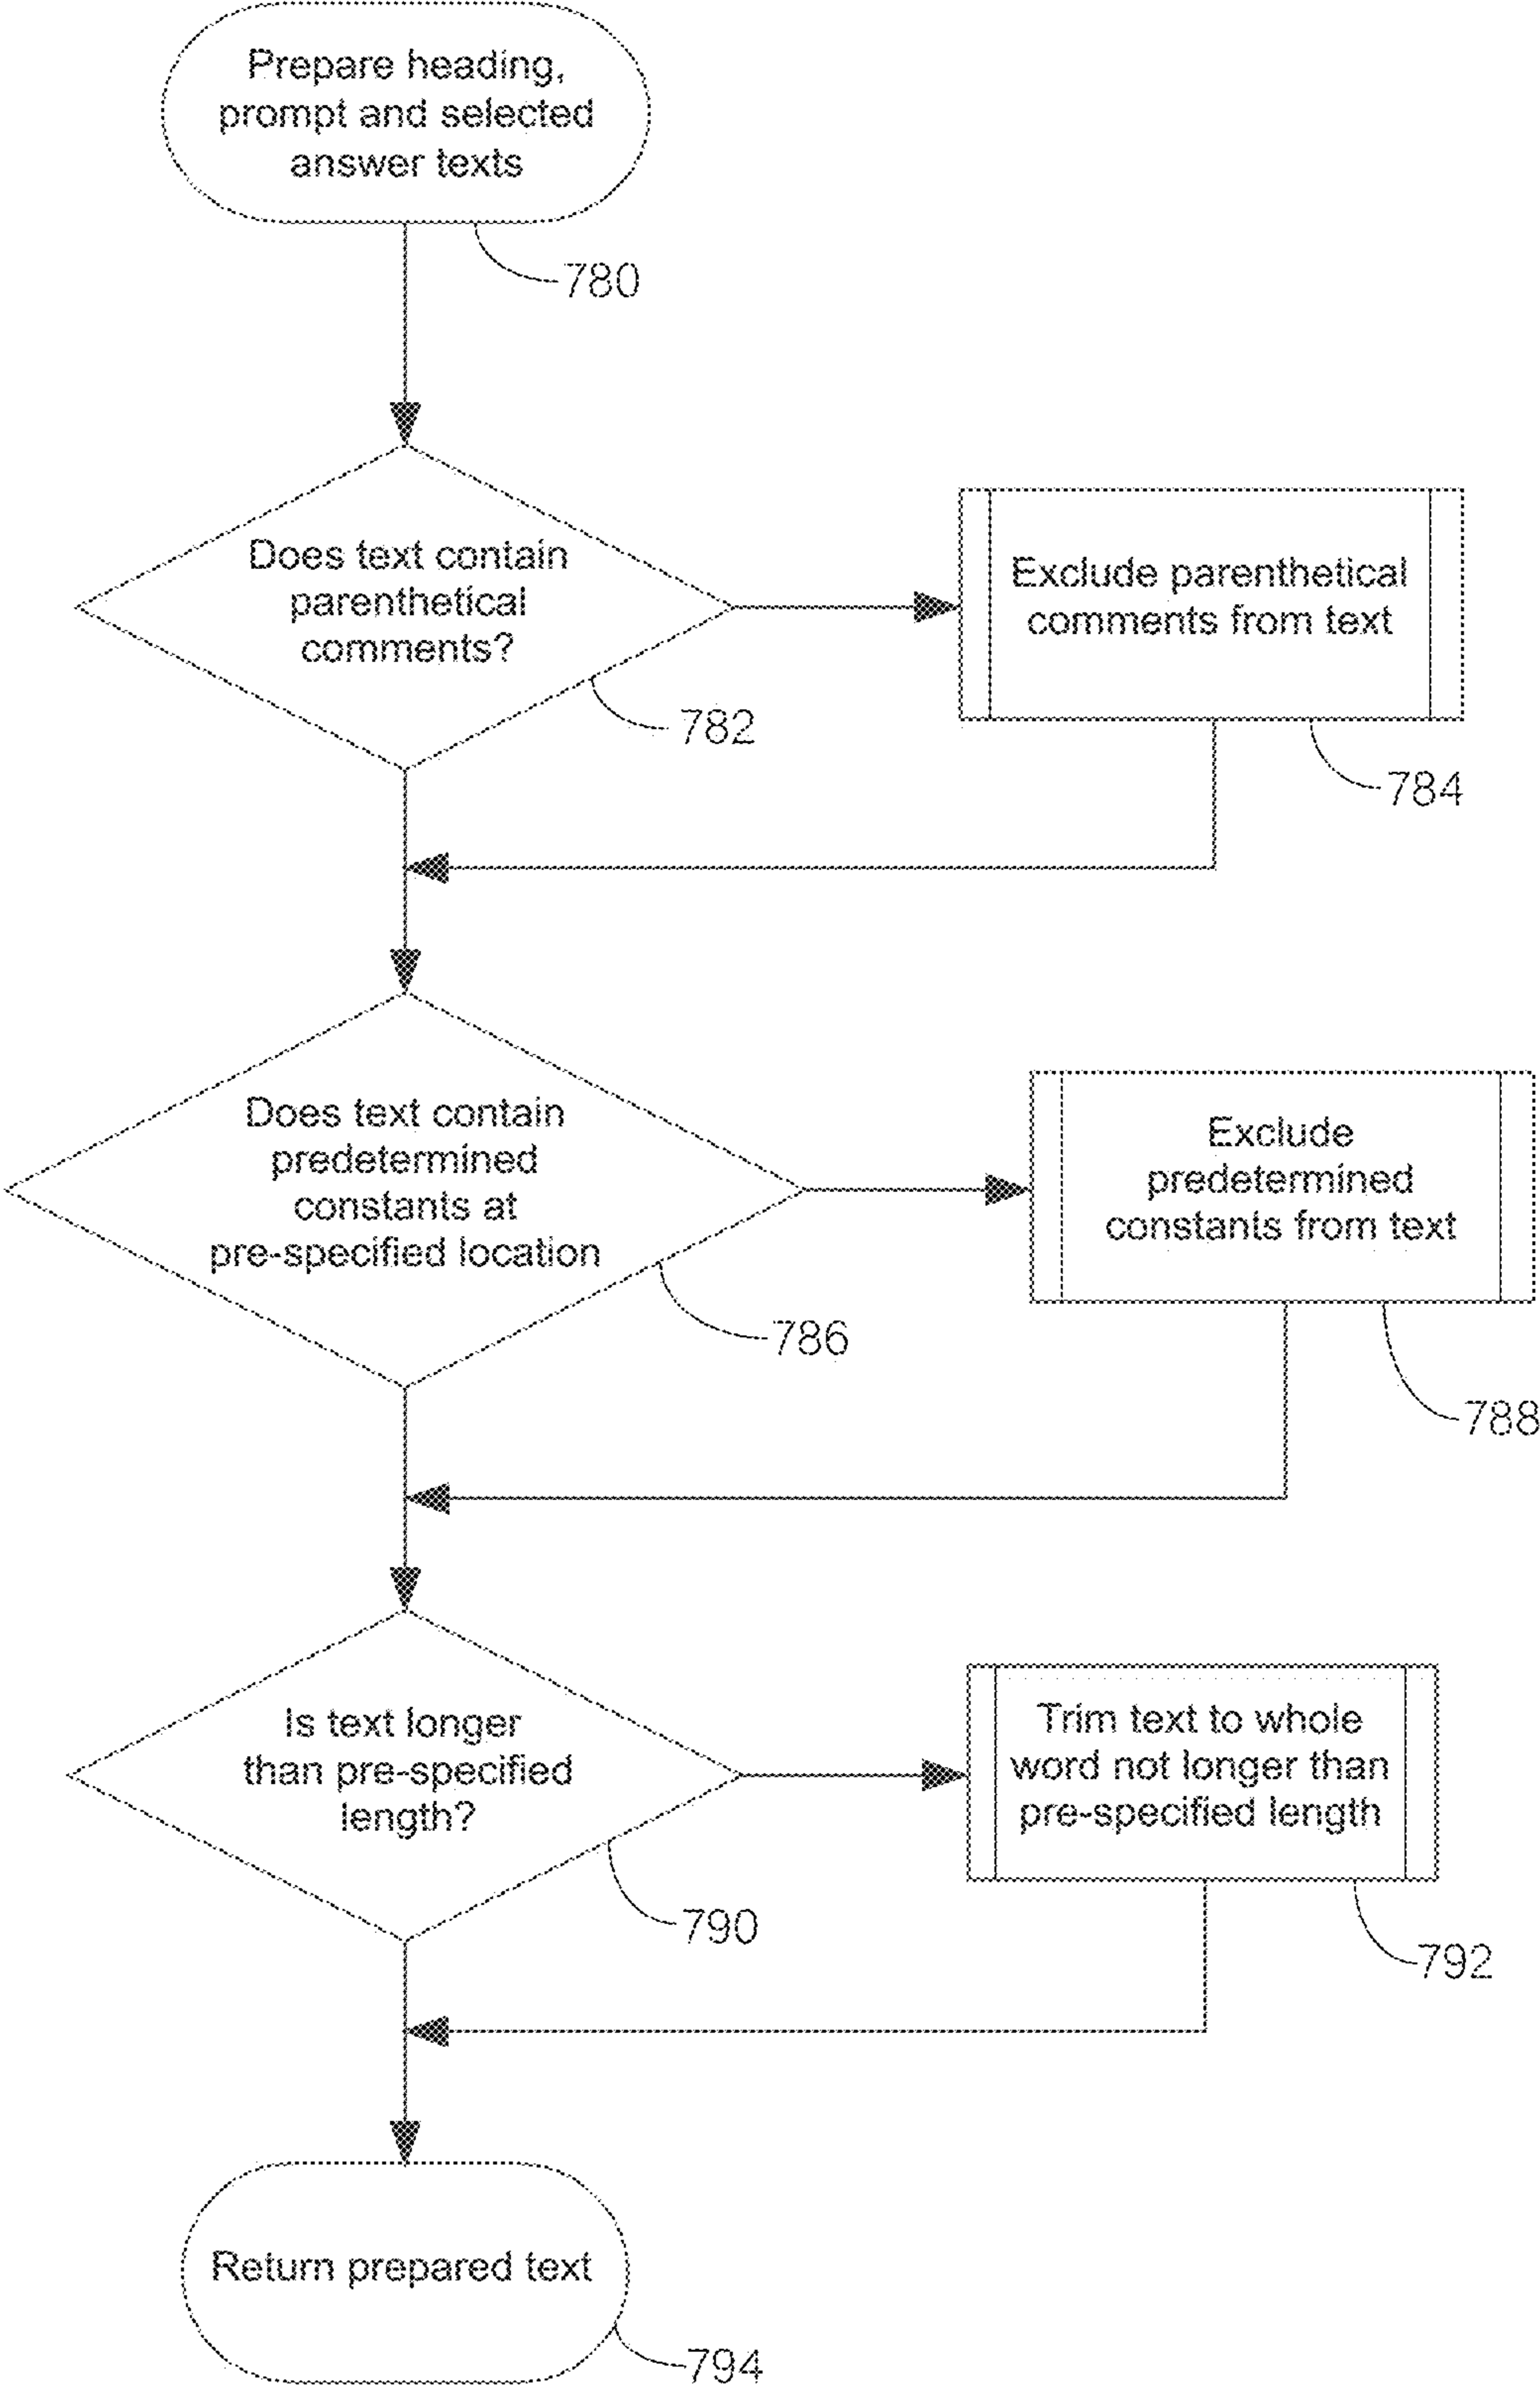 Prepare heading,
prompt and selected
answer texts
780
Does text contain
parenthetical
comments?
782
Exclude parenthetical
comments from text
784
Does text contain
predetermined
constants at
pre-specified location
786
Exclude
predetermined
constants from text
788
Is text longer
than pre-specified
length?
790
Trim text to whole
word not longer than
pre-specified length
792
Return prepared text
794